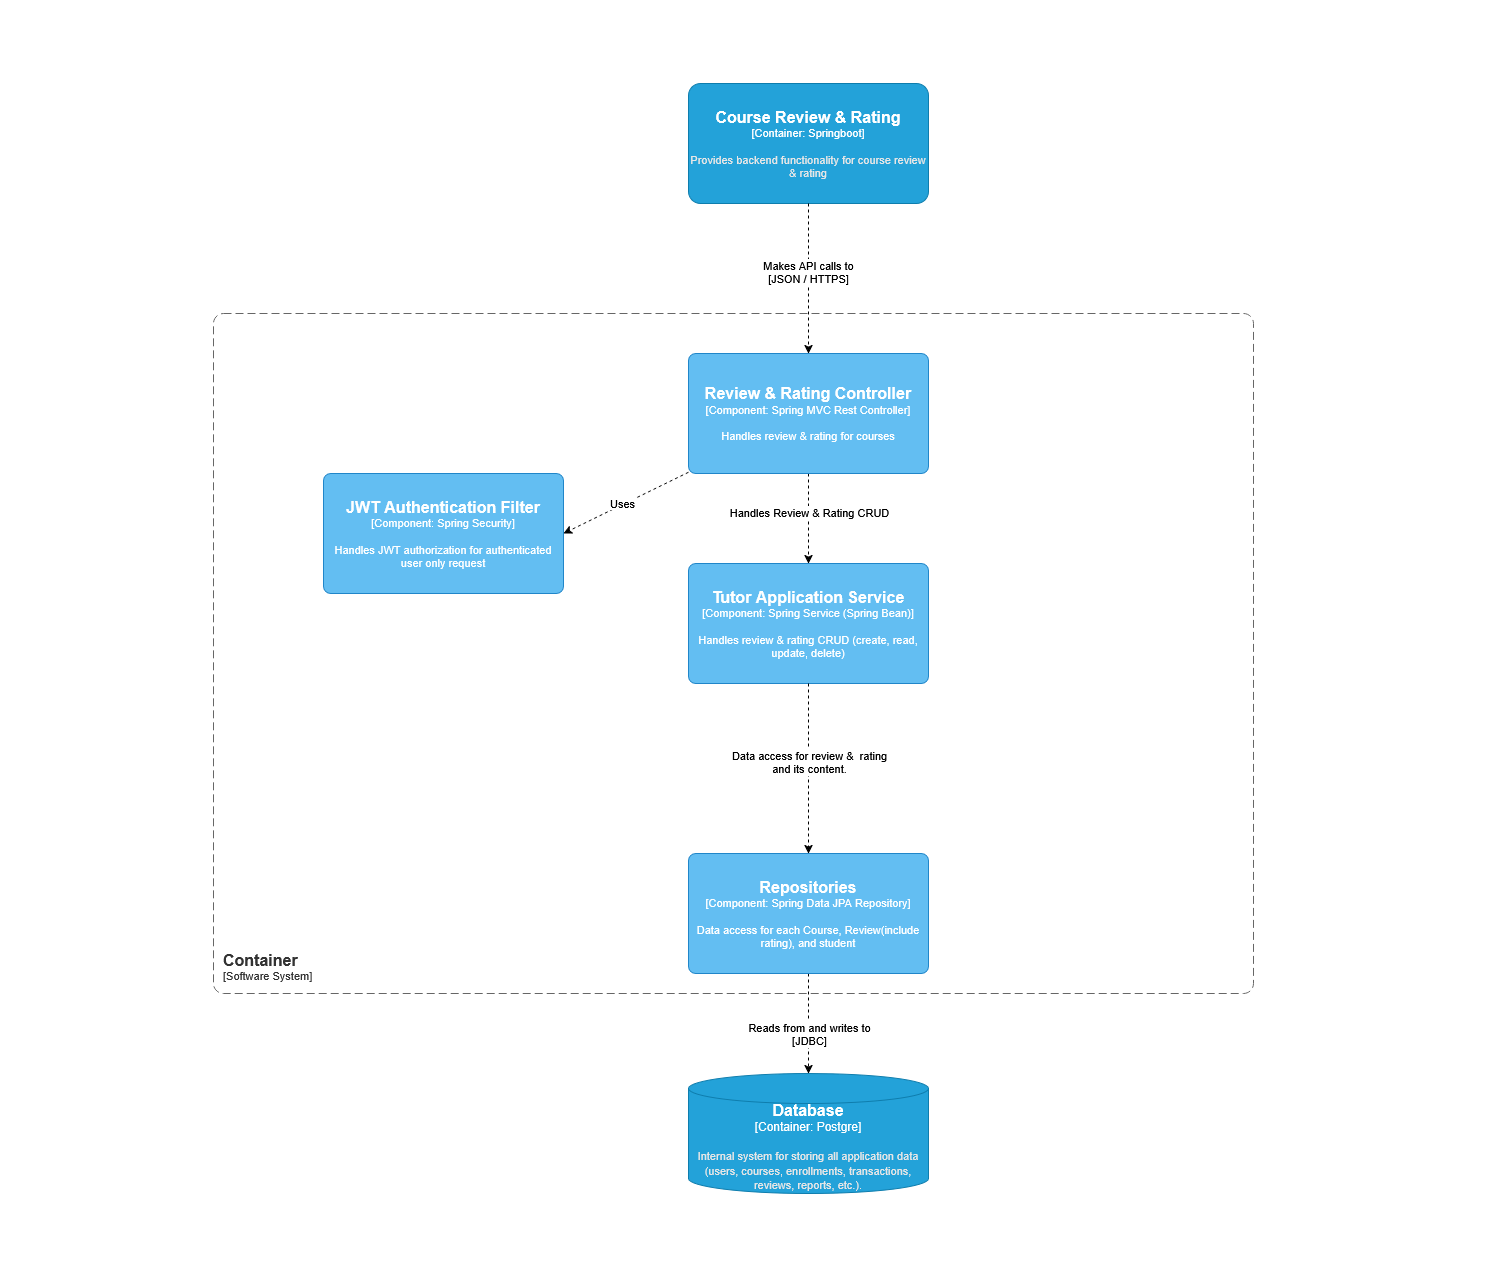 Course Review & Rating
[Container: Springboot]
Provides backend functionality for course review
& rating
Makes API calls to
[JSON / HTTPS]
Review & Rating Controller
[Component: Spring MVC Rest Controller]
Handles review & rating for courses
Uses
JWT Authentication Filter
[Component: Spring Security]
Handles JWT authorization for authenticated
user only request
Handles Review & Rating CRUD
Tutor Application Service
[Component: Spring Service (Spring Bean)]
Handles review & rating CRUD (create, read,
update, delete)
Data access for review &  rating
and its content.
Repositories
[Component: Spring Data JPA Repository]
Data access for each Course, Review(include
rating), and student
Container
[Software System]
Reads from and writes to
[JDBC]
Database
[Container: Postgre]
Internal system for storing all application data
(users, courses, enrollments, transactions,
reviews, reports, etc.).